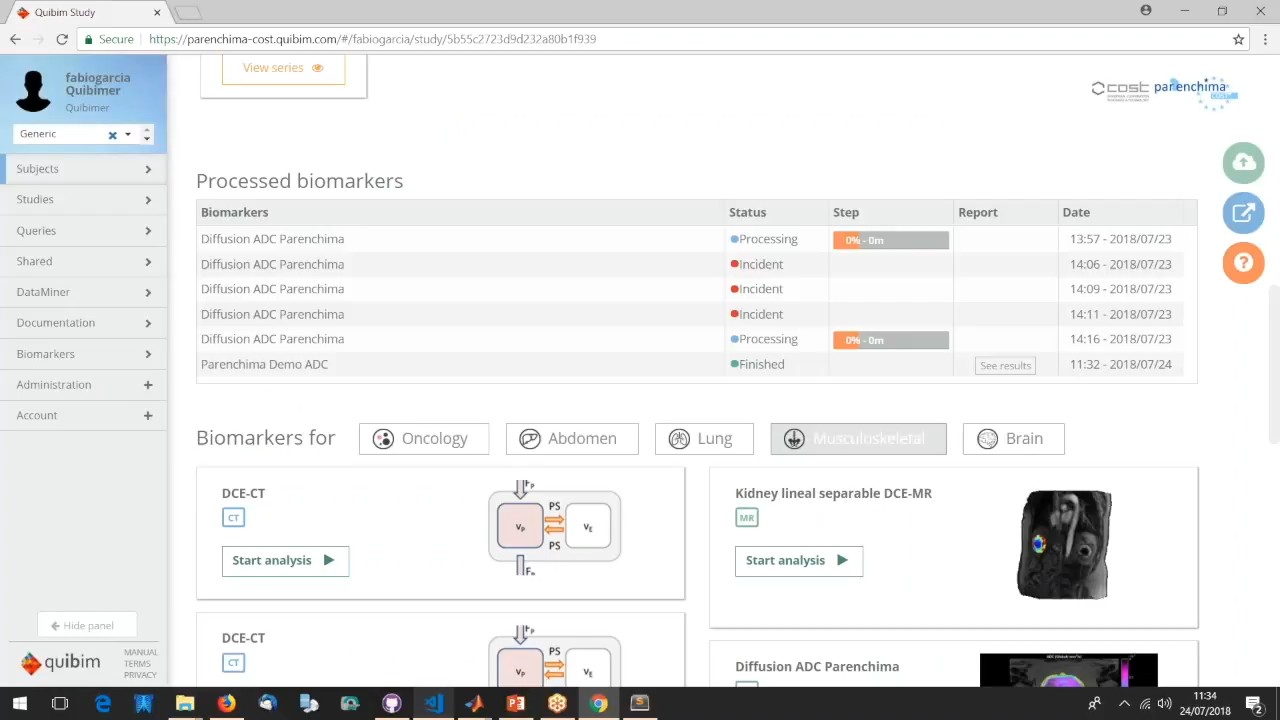 Quibim Study
Secure
https://parenchima-cost.quibim.com/#/fabiogarcia/study/5b55c2723d9d232a80b1f939
fabiogarcia
Quibimer
Quibimer
Generic
Subjects
Studies
Queries
Shared
DataMiner
Documentation
Biomarkers
Administration
Account
Hide panel
quibim
MANUAL
TERMS
PRIVACY
View series
cost
parenchima
Processed biomarkers
Biomarkers Status Step Report Date
Diffusion ADC Parenchima Processing 0% - 0m 13:57 - 2018/07/23
Diffusion ADC Parenchima Incident 14:06 - 2018/07/23
Diffusion ADC Parenchima Incident 14:09 - 2018/07/23
Diffusion ADC Parenchima Incident 14:11 - 2018/07/23
Diffusion ADC Parenchima Processing 0% - 0m 14:16 - 2018/07/23
Parenchima Demo ADC Finished See results 11:32 - 2018/07/24
Biomarkers for Oncology Abdomen Lung Musculoskeletal Brain
DCE-CT
CT
Start analysis
PS
PS
Kidney lineal separable DCE-MR
MR
Start analysis
DCE-CT
CT
PS
PS
Diffusion ADC Parenchima
11:34
24/07/2018